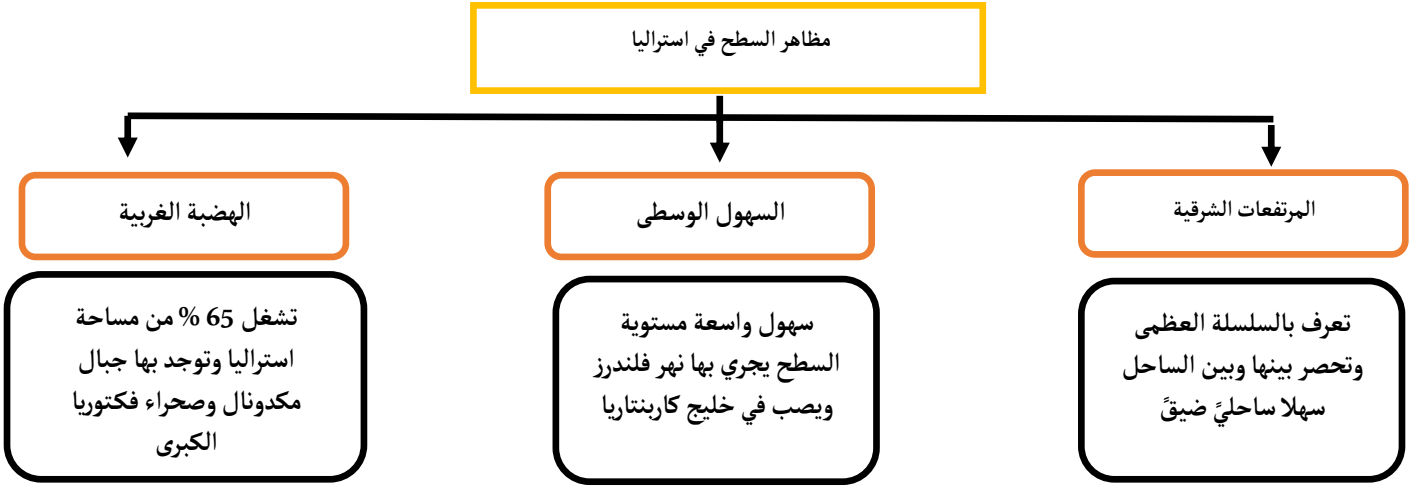 مظاهر السطح في استراليا
المرتفعات الشرقية
تعرف بالسلسلة العظمى
وتحصر بينها وبين الساحل
سهلا ساحليً ضيقً
السهول الوسطى
سهول واسعة مستوية
السطح يجري بها نهر فلندرز
ويصب في خليج كاربنتاريا
الهضبة الغربية
تشغل 65 % من مساحة
استراليا وتوجد بها جبال
مكدونال وصحراء فكتوريا
الكبرى